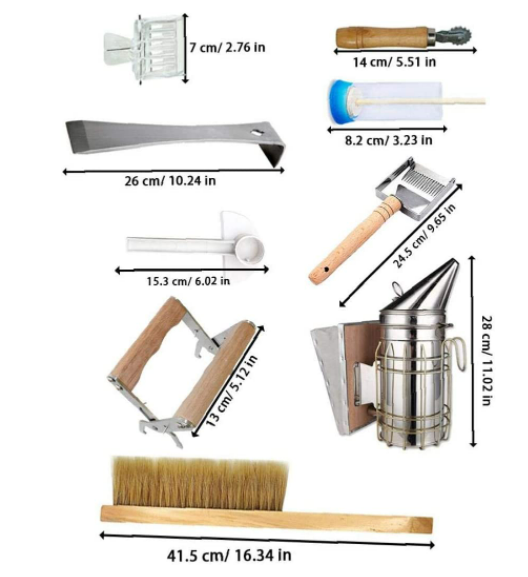 7 cm/ 2.76 in
14 cm/ 5.51 in
8.2 cm/ 3.23 in
26 cm/ 10.24 in
24.5 cm/ 9.65 in
15.3 cm/ 6.02 in
28 cm/ 11.02 in
13 cm/ 5.12 in
41.5 cm/ 16.34 in